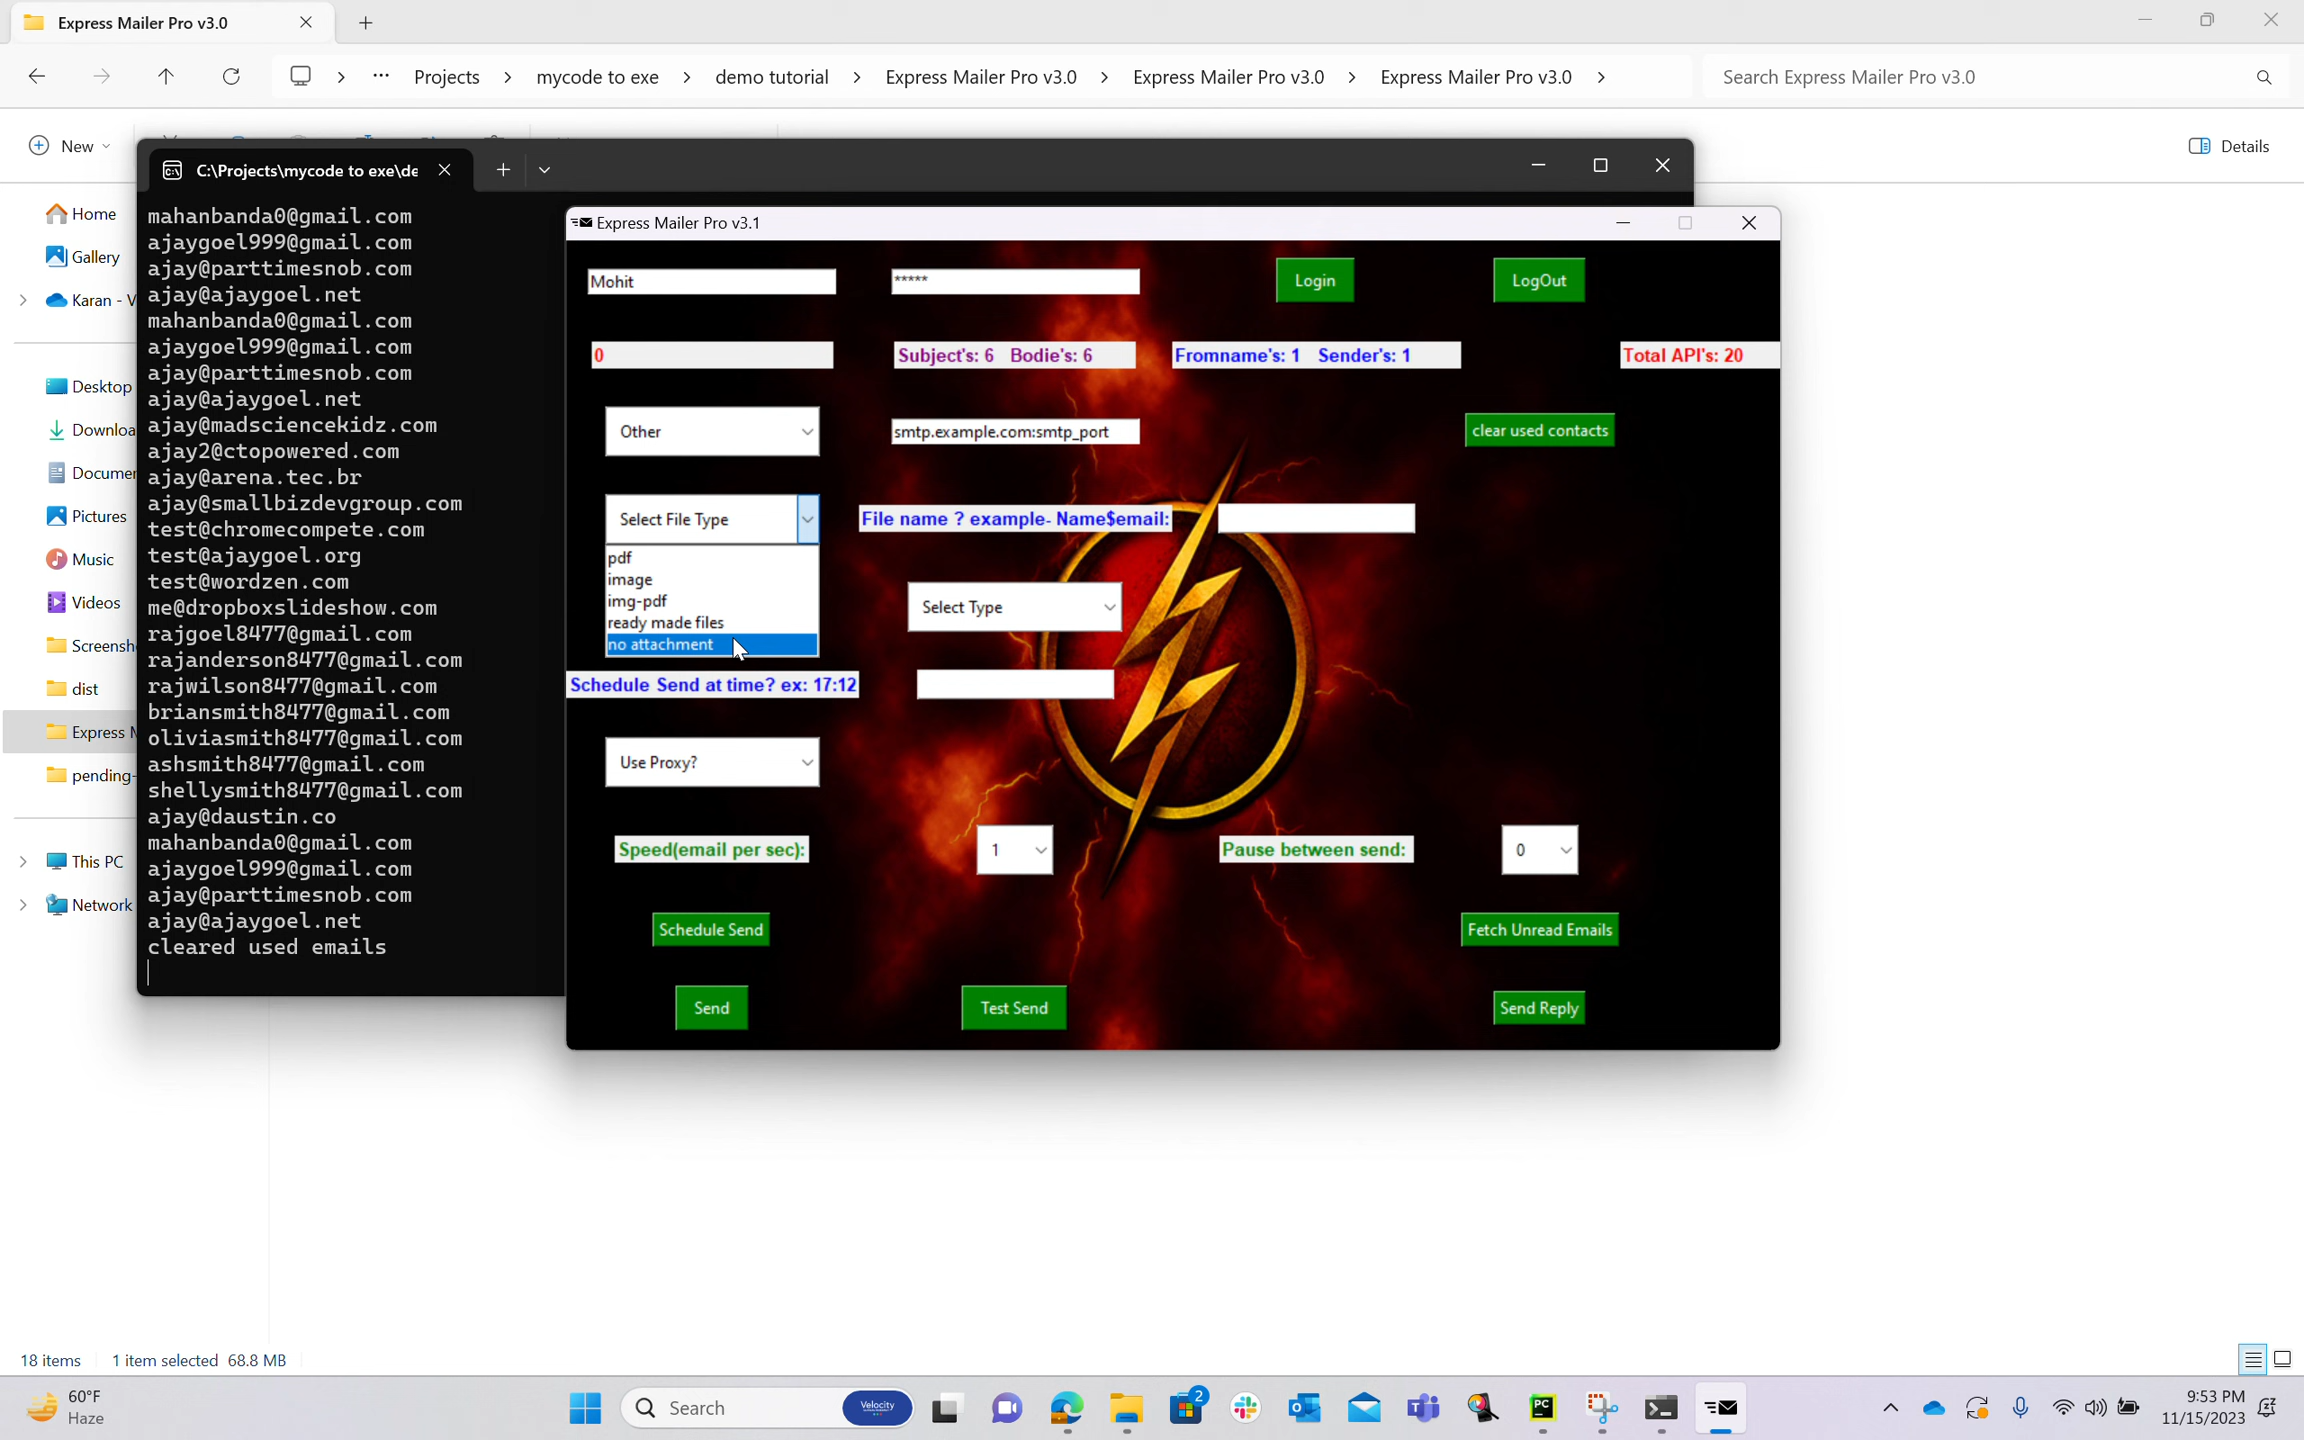 Express Mailer Pro v3.0
Projects > mycode to exe > demo tutorial > Express Mailer Pro v3.0 > Express Mailer Pro v3.0 > Express Mailer Pro v3.0 >
Search Express Mailer Pro v3.0
New
Details
Home
Gallery
Karan - V
Desktop
Downloa
Documer
Pictures
Music
Videos
Screensh
dist
Express M
pending-
This PC
Network
C:\Projects\mycode to exe\de
mahanbanda0@gmail.com
ajaygoel999@gmail.com
ajay@parttimesnob.com
ajay@ajaygoel.net
mahanbanda0@gmail.com
ajaygoel999@gmail.com
ajay@parttimesnob.com
ajay@ajaygoel.net
ajay@madsciencekidz.com
ajay2@ctopowered.com
ajay@arena.tec.br
ajay@smallbizdevgroup.com
test@chromecompete.com
test@ajaygoel.org
test@wordzen.com
me@dropboxslideshow.com
rajgoel8477@gmail.com
rajanderson8477@gmail.com
rajwilson8477@gmail.com
briansmith8477@gmail.com
oliviasmith8477@gmail.com
ashsmith8477@gmail.com
shellysmith8477@gmail.com
ajay@daustin.co
mahanbanda0@gmail.com
ajaygoel999@gmail.com
ajay@parttimesnob.com
ajay@ajaygoel.net
cleared used emails
Express Mailer Pro v3.1
Mohit
*****
Login
LogOut
0
Subject's: 6 Bodie's: 6
Fromname's: 1 Sender's: 1
Total API's: 20
Other
smtp.example.com:smtp_port
clear used contacts
Select File Type
File name ? example- Name$email:
pdf
image
img-pdf
ready made files
no attachment
Select Type
Schedule Send at time? ex: 17:12
Use Proxy?
Speed(email per sec):
1
Pause between send:
0
Schedule Send
Fetch Unread Emails
Send
Test Send
Send Reply
18 items
1 item selected 68.8 MB
60°F
Haze
Search
Velocity
2
PC
9:53 PM
11/15/2023